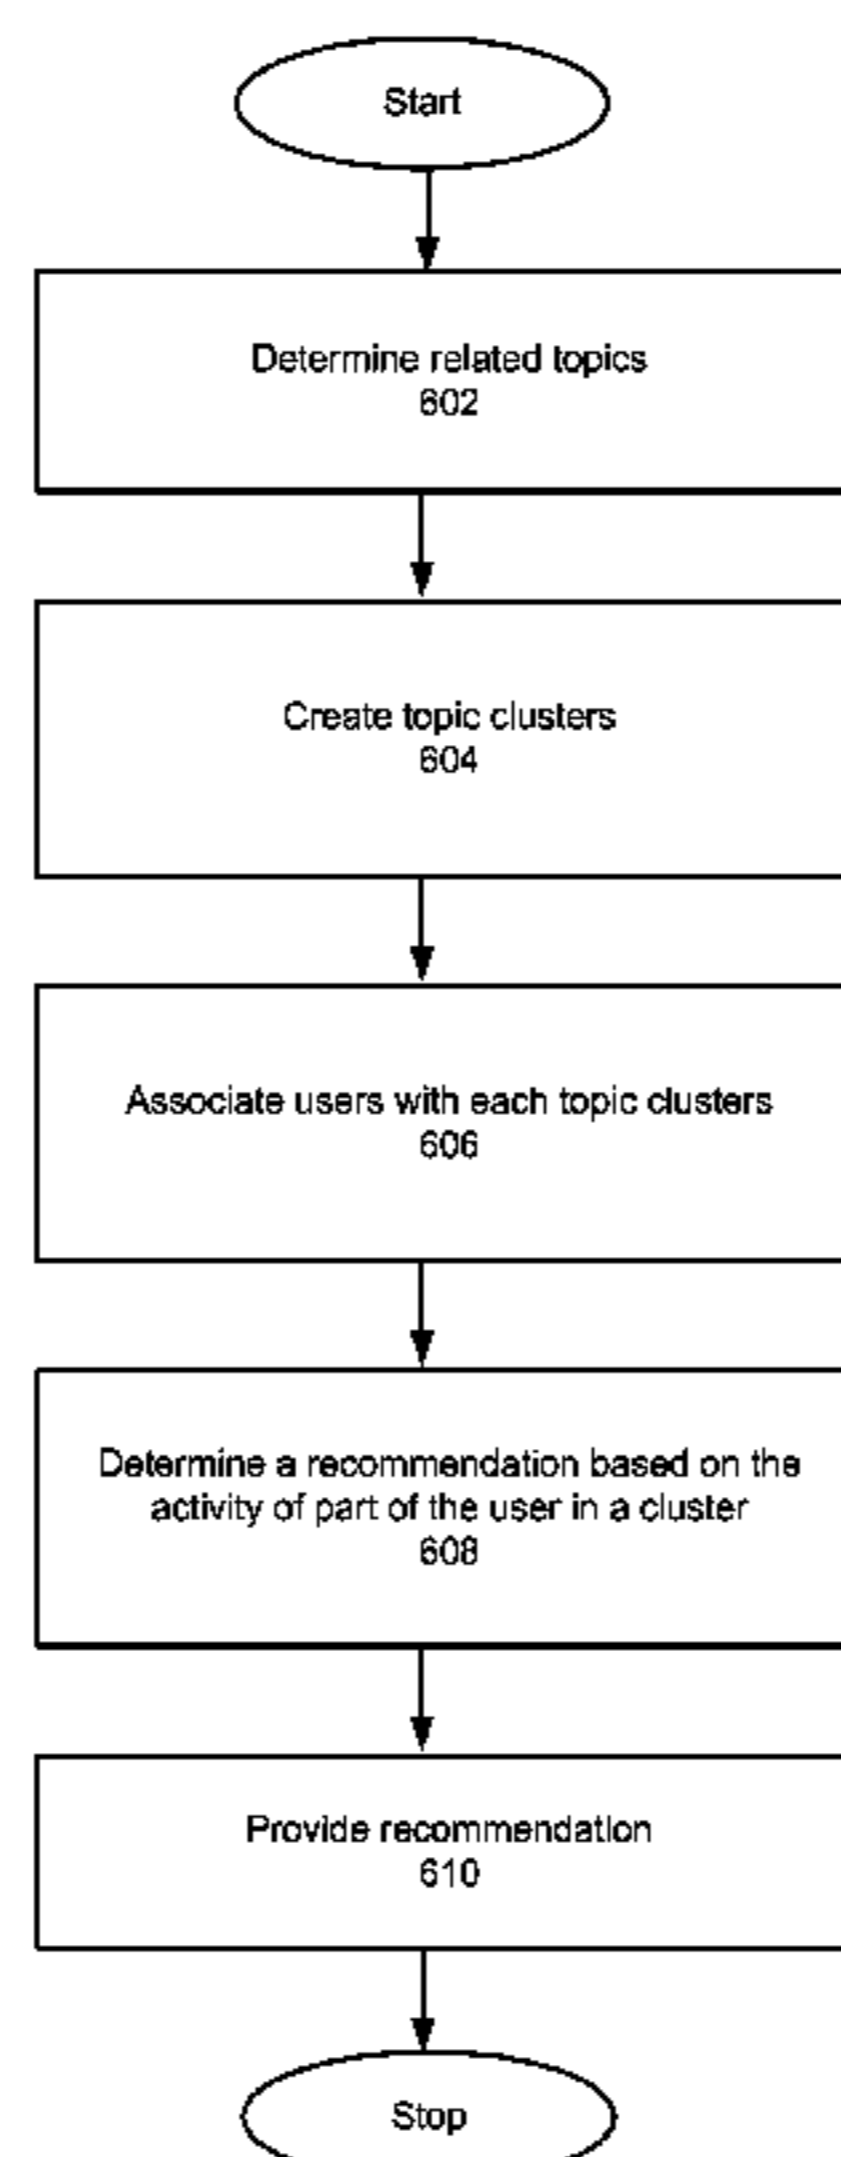 Start
Determine related topics
602
Create topic clusters
604
Associate users with each topic clusters
606
Determine a recommendation based on the
activity of part of the user in a cluster
608
Provide recommendation
610
Stop